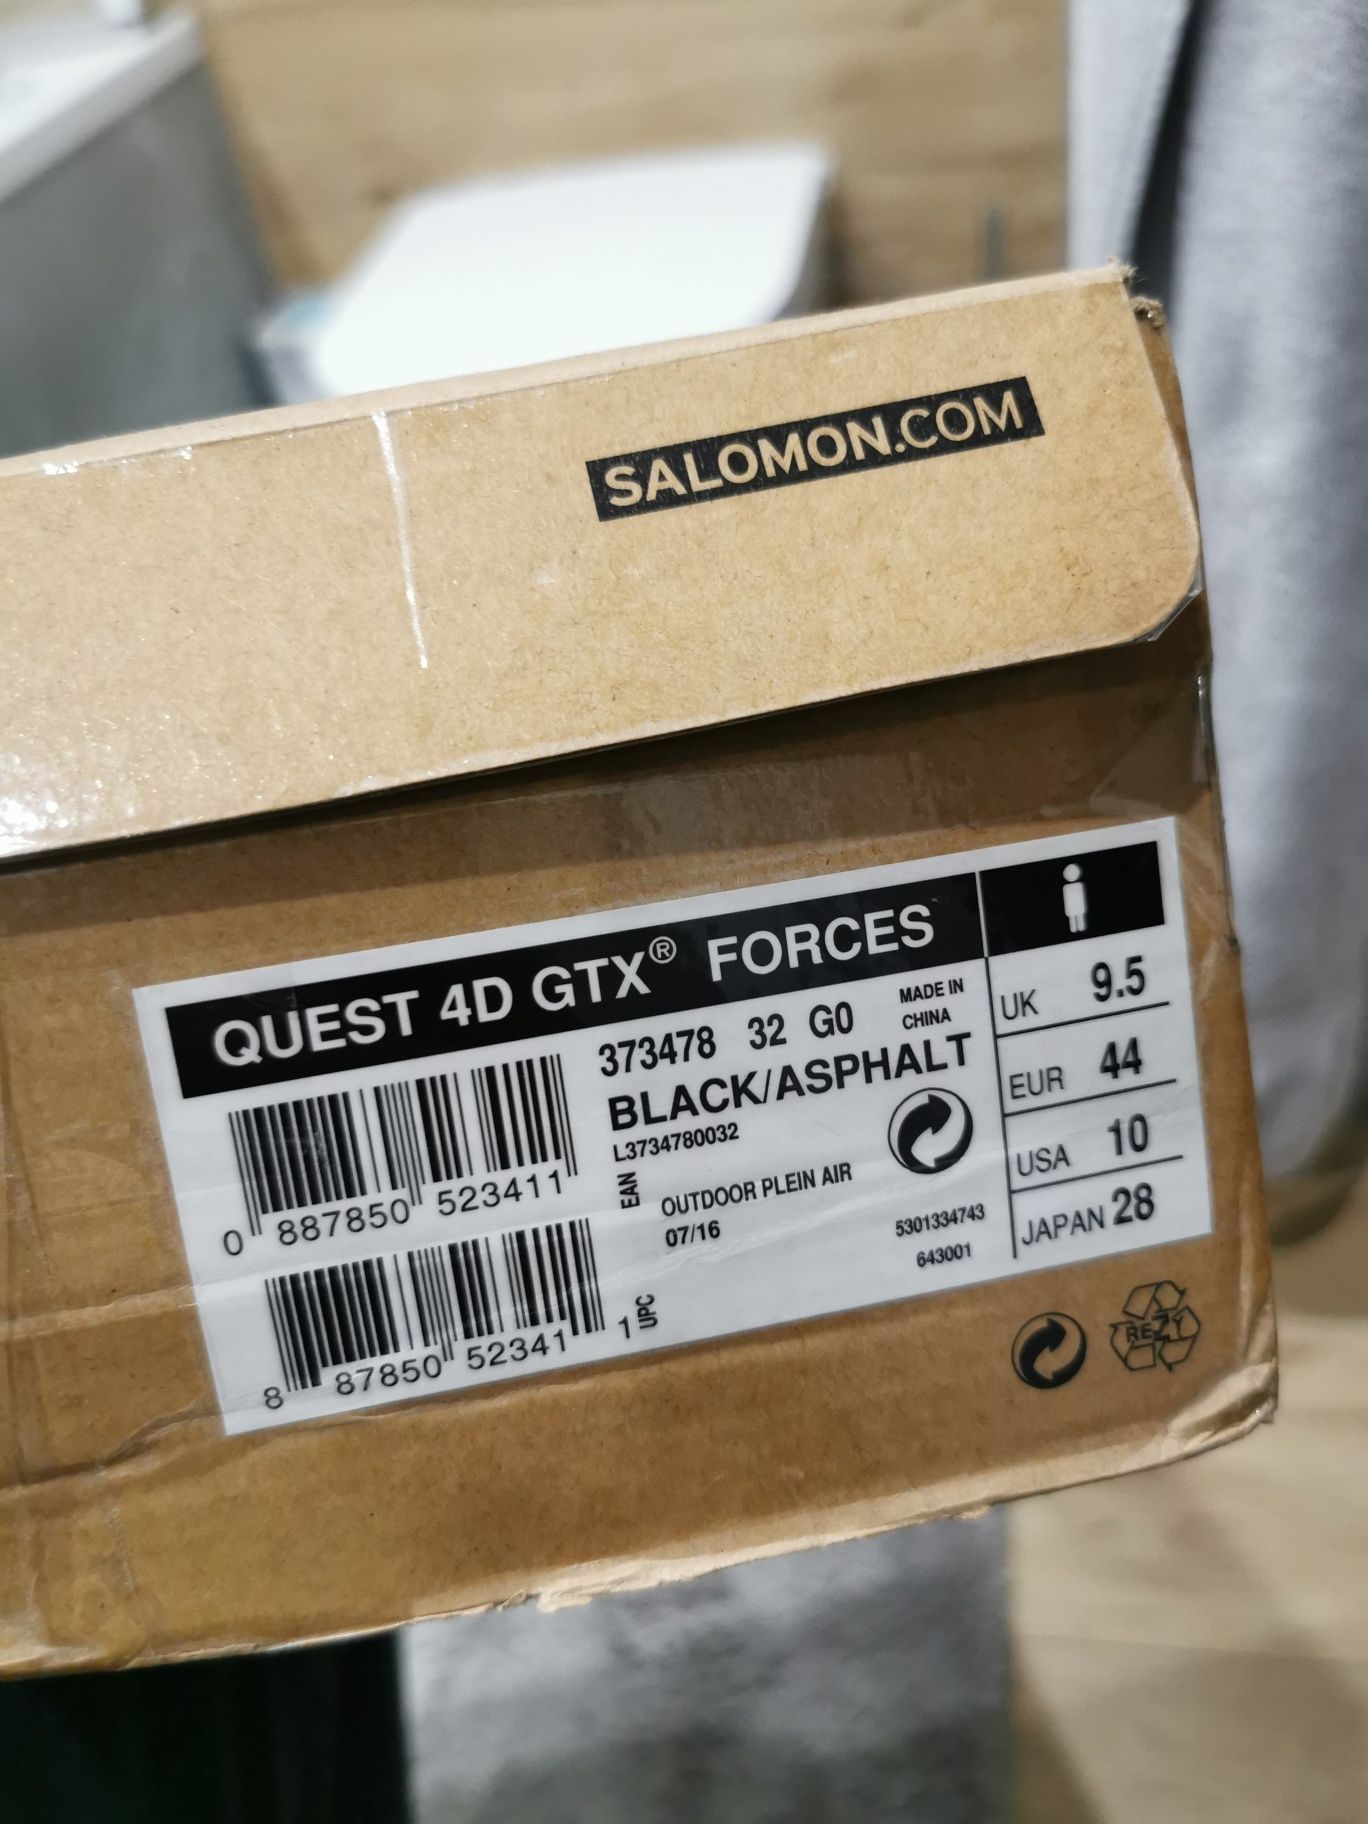 SALOMON.COM
QUEST 4D GTX® FORCES
373478 32 G0
MADE IN
CHINA
BLACK/ASPHALT
L3734780032
EAN
OUTDOOR PLEIN AIR
07/16
5301334743
643001
0 887850 523411
8 87850 52341 1
UPC
UK 9.5
EUR 44
USA 10
JAPAN 28
REZY